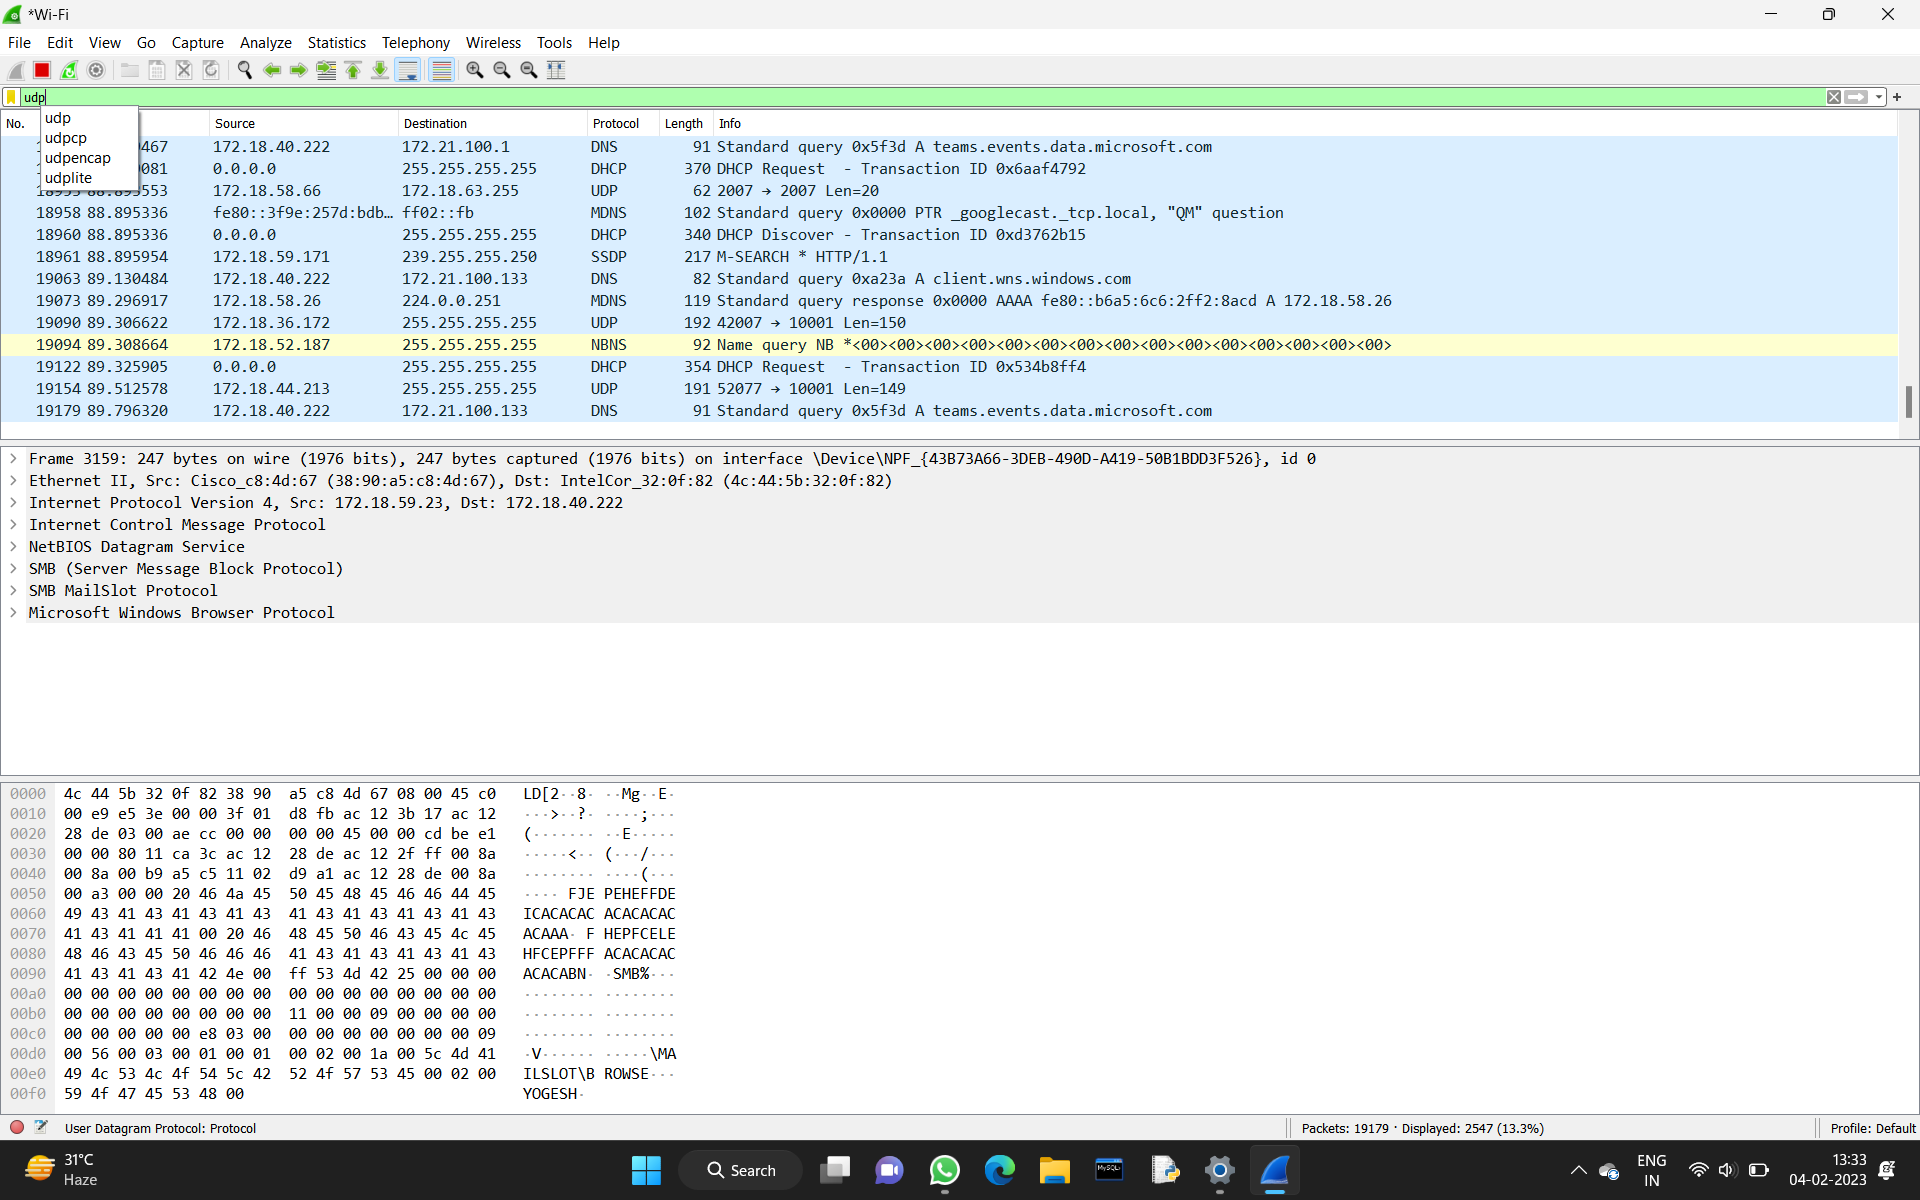 *Wi-Fi
File Edit View Go Capture Analyze Statistics Telephony Wireless Tools Help
udp
udp
udpcp
udpencap
udplite
No. Source Destination Protocol Length Info
467 172.18.40.222 172.21.100.1 DNS 91 Standard query 0x5f3d A teams.events.data.microsoft.com
081 0.0.0.0 255.255.255.255 DHCP 370 DHCP Request - Transaction ID 0x6aaf4792
172.18.58.66 172.18.63.255 UDP 62 2007 → 2007 Len=20
18958 88.895336 fe80::3f9e:257d:bdb… ff02::fb MDNS 102 Standard query 0x0000 PTR _googlecast._tcp.local, "QM" question
18960 88.895336 0.0.0.0 255.255.255.255 DHCP 340 DHCP Discover - Transaction ID 0xd3762b15
18961 88.895954 172.18.59.171 239.255.255.250 SSDP 217 M-SEARCH * HTTP/1.1
19063 89.130484 172.18.40.222 172.21.100.133 DNS 82 Standard query 0xa23a A client.wns.windows.com
19073 89.296917 172.18.58.26 224.0.0.251 MDNS 119 Standard query response 0x0000 AAAA fe80::b6a5:6c6:2ff2:8acd A 172.18.58.26
19090 89.306622 172.18.36.172 255.255.255.255 UDP 192 42007 → 10001 Len=150
19094 89.308664 172.18.52.187 255.255.255.255 NBNS 92 Name query NB *<00><00><00><00><00><00><00><00><00><00><00><00><00><00><00>
19122 89.325905 0.0.0.0 255.255.255.255 DHCP 354 DHCP Request - Transaction ID 0x534b8ff4
19154 89.512578 172.18.44.213 255.255.255.255 UDP 191 52077 → 10001 Len=149
19179 89.796320 172.18.40.222 172.21.100.133 DNS 91 Standard query 0x5f3d A teams.events.data.microsoft.com
Frame 3159: 247 bytes on wire (1976 bits), 247 bytes captured (1976 bits) on interface \Device\NPF_{43B73A66-3DEB-490D-A419-50B1BDD3F526}, id 0
Ethernet II, Src: Cisco_c8:4d:67 (38:90:a5:c8:4d:67), Dst: IntelCor_32:0f:82 (4c:44:5b:32:0f:82)
Internet Protocol Version 4, Src: 172.18.59.23, Dst: 172.18.40.222
Internet Control Message Protocol
NetBIOS Datagram Service
SMB (Server Message Block Protocol)
SMB MailSlot Protocol
Microsoft Windows Browser Protocol
0000 4c 44 5b 32 0f 82 38 90 a5 c8 4d 67 08 00 45 c0 LD[2··8· ··Mg··E·
0010 00 e9 e5 3e 00 00 3f 01 d8 fb ac 12 3b 17 ac 12 ···>··?· ····;···
0020 28 de 03 00 ae cc 00 00 00 00 45 00 00 cd be e1 (······· ··E·····
0030 00 00 80 11 ca 3c ac 12 28 de ac 12 2f ff 00 8a ·····<·· (···/···
0040 00 8a 00 b9 a5 c5 11 02 d9 a1 ac 12 28 de 00 8a ········ ····(···
0050 00 a3 00 00 20 46 4a 45 50 45 48 45 46 46 44 45 ···· FJE PEHEFFDE
0060 49 43 41 43 41 43 41 43 41 43 41 43 41 43 41 43 ICACACAC ACACACAC
0070 41 43 41 41 41 00 20 46 48 45 50 46 43 45 4c 45 ACAAA· F HEPFCELE
0080 48 46 43 45 50 46 46 46 41 43 41 43 41 43 41 43 HFCEPFFF ACACACAC
0090 41 43 41 43 41 42 4e 00 ff 53 4d 42 25 00 00 00 ACACABN· ·SMB%···
00a0 00 00 00 00 00 00 00 00 00 00 00 00 00 00 00 00 ········ ········
00b0 00 00 00 00 00 00 00 00 11 00 00 09 00 00 00 00 ········ ········
00c0 00 00 00 00 00 e8 03 00 00 00 00 00 00 00 00 09 ········ ········
00d0 00 56 00 03 00 01 00 01 00 02 00 1a 00 5c 4d 41 ·V······ ·····\MA
00e0 49 4c 53 4c 4f 54 5c 42 52 4f 57 53 45 00 02 00 ILSLOT\B ROWSE···
00f0 59 4f 47 45 53 48 00 YOGESH·
User Datagram Protocol: Protocol Packets: 19179 · Displayed: 2547 (13.3%) Profile: Default
31°C
Haze
Search
MySQL
ENG
IN
13:33
04-02-2023